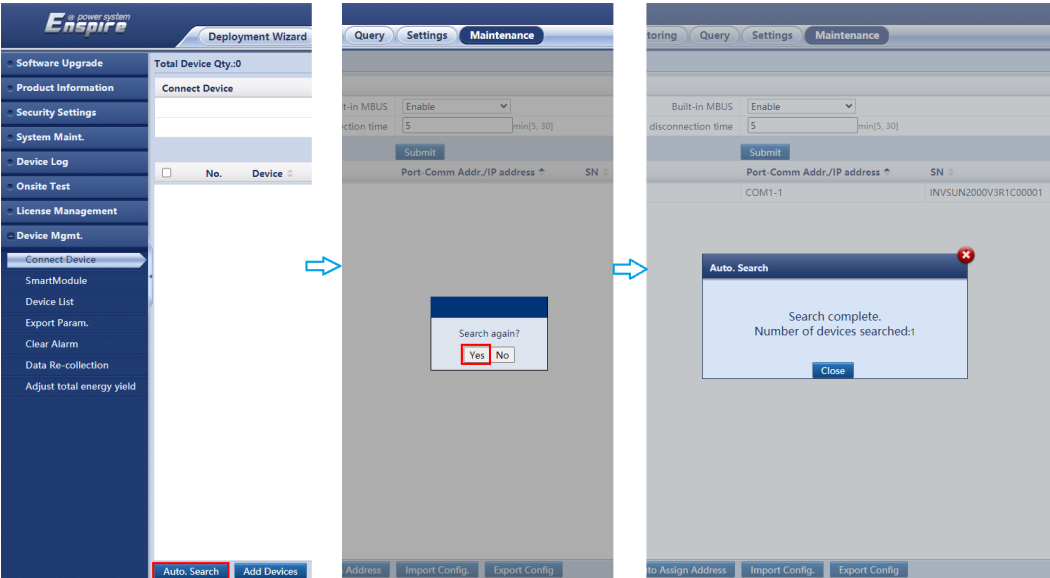 power system
Enspire
Deployment Wizard
Software Upgrade
Product Information
Security Settings
System Maint.
Device Log
Onsite Test
License Management
Device Mgmt.
Connect Device
SmartModule
Device List
Export Param.
Clear Alarm
Data Re-collection
Adjust total energy yield
Total Device Qty.:0
Connect Device
No. Device
Auto. Search Add Devices
Query Settings Maintenance
t-in MBUS Enable
ction time 5 min[5, 30]
Submit
Port-Comm Addr./IP address SN
Search again?
Yes No
Address Import Config. Export Config
toring Query Settings Maintenance
Built-in MBUS Enable
disconnection time 5 min[5, 30]
Submit
Port-Comm Addr./IP address SN
COM1-1 INVSUN2000V3R1C00001
Auto. Search
Search complete.
Number of devices searched:1
Close
to Assign Address Import Config. Export Config